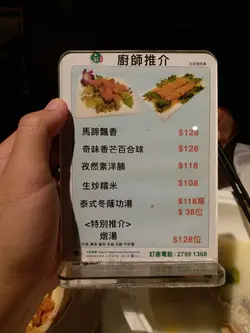 廚師推介
馬蹄飄香 $128
奇味香芒百合球 $128
孜然素洋腩 $118
生炒糯米 $108
泰式冬蔭功湯 $118窩
$38位
<特別推介>
燉湯
$128位
訂座電話：2759 1368